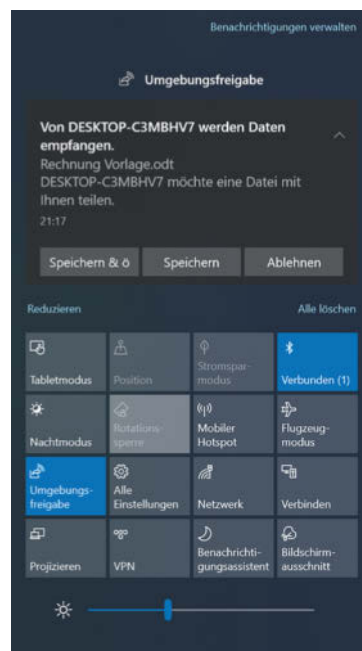 Benachrichtigungen verwalten
Umgebungsfreigabe
Von DESKTOP-C3MBHV7 werden Daten
empfangen.
Rechnung Vorlage.odt
DESKTOP-C3MBHV7 möchte eine Datei mit
Ihnen teilen.
21:17
Speichern & ö
Speichern
Ablehnen
Reduzieren
Alle löschen
Tabletmodus
Position
Stromspar-
modus
Verbunden (1)
Nachtmodus
Rotations-
sperre
Mobiler
Hotspot
Flugzeug-
modus
Umgebungs-
freigabe
Alle
Einstellungen
Netzwerk
Verbinden
Projizieren
VPN
Benachrichti-
gungsassistent
Bildschirm-
ausschnitt